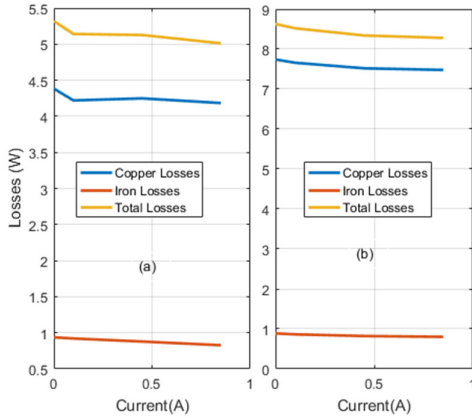 5.5
5
4.5
4
3.5
3
2.5
2
1.5
1
0.5
Losses (W)
Copper Losses
Iron Losses
Total Losses
(a)
0
0.5
1
Current(A)
9
8
7
6
5
4
3
2
1
0
Copper Losses
Iron Losses
Total Losses
(b)
0
0.5
1
Current(A)